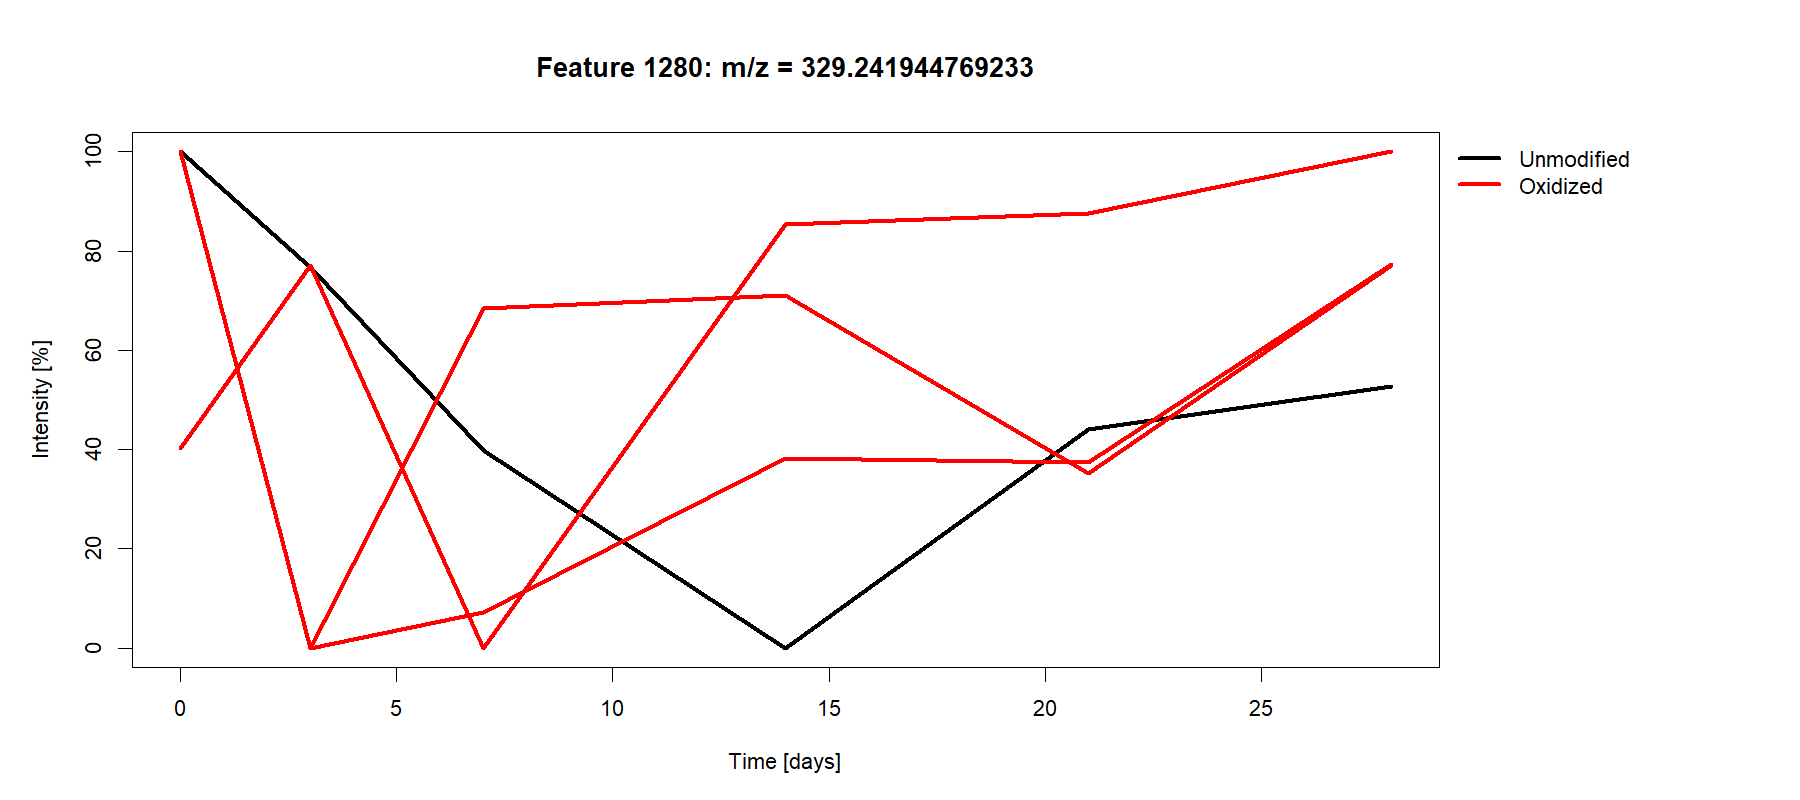 Feature 1280: m/z = 329.241944769233
Unmodified
Oxidized
Intensity [%]
100
80
60
40
20
0
0 5 10 15 20 25
Time [days]